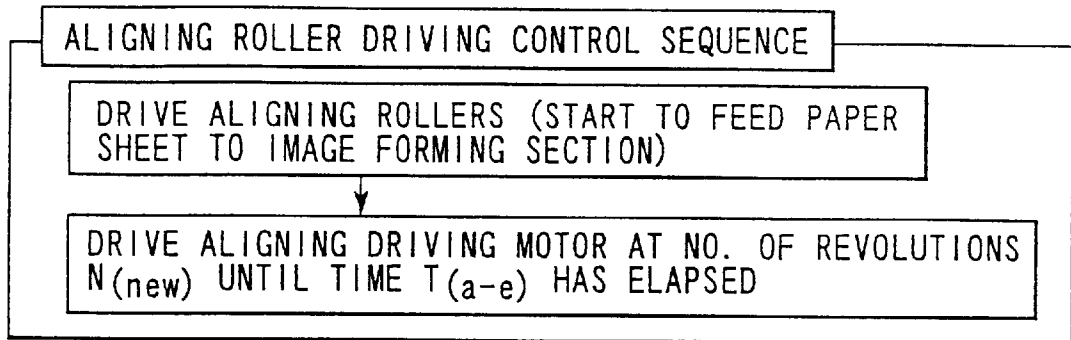 ALIGNING ROLLER DRIVING CONTROL SEQUENCE
DRIVE ALIGNING ROLLERS (START TO FEED PAPER
SHEET TO IMAGE FORMING SECTION)
DRIVE ALIGNING DRIVING MOTOR AT NO. OF REVOLUTIONS
N(new) UNTIL TIME T(a-e) HAS ELAPSED